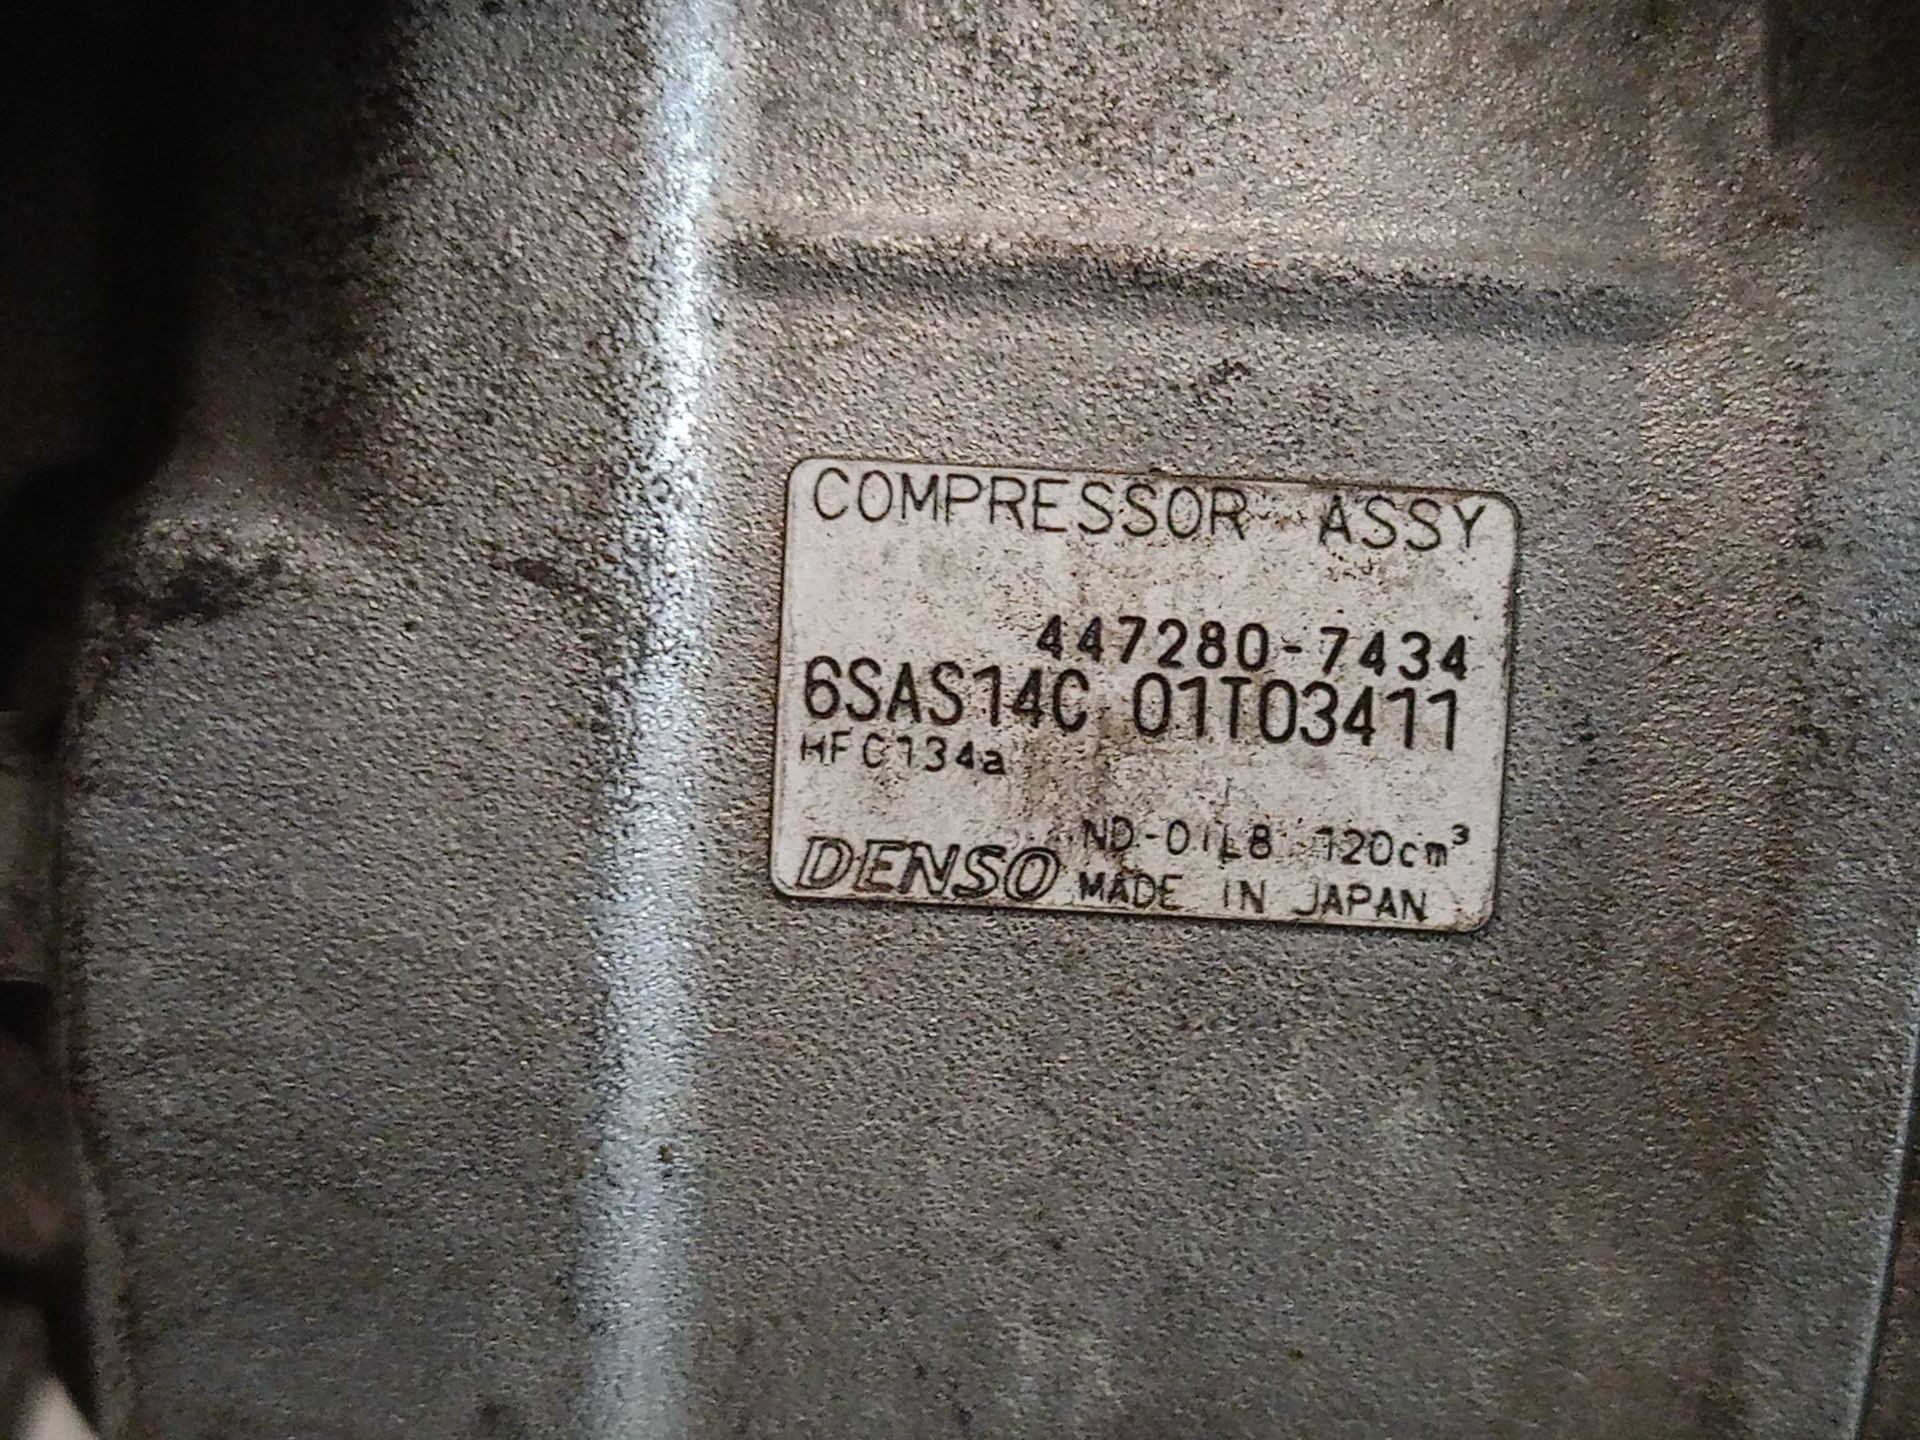 COMPRESSOR ASSY
447280-7434
6SAS14C 01T03411
HFC134a
ND-OIL8 120cm³
DENSO MADE IN JAPAN